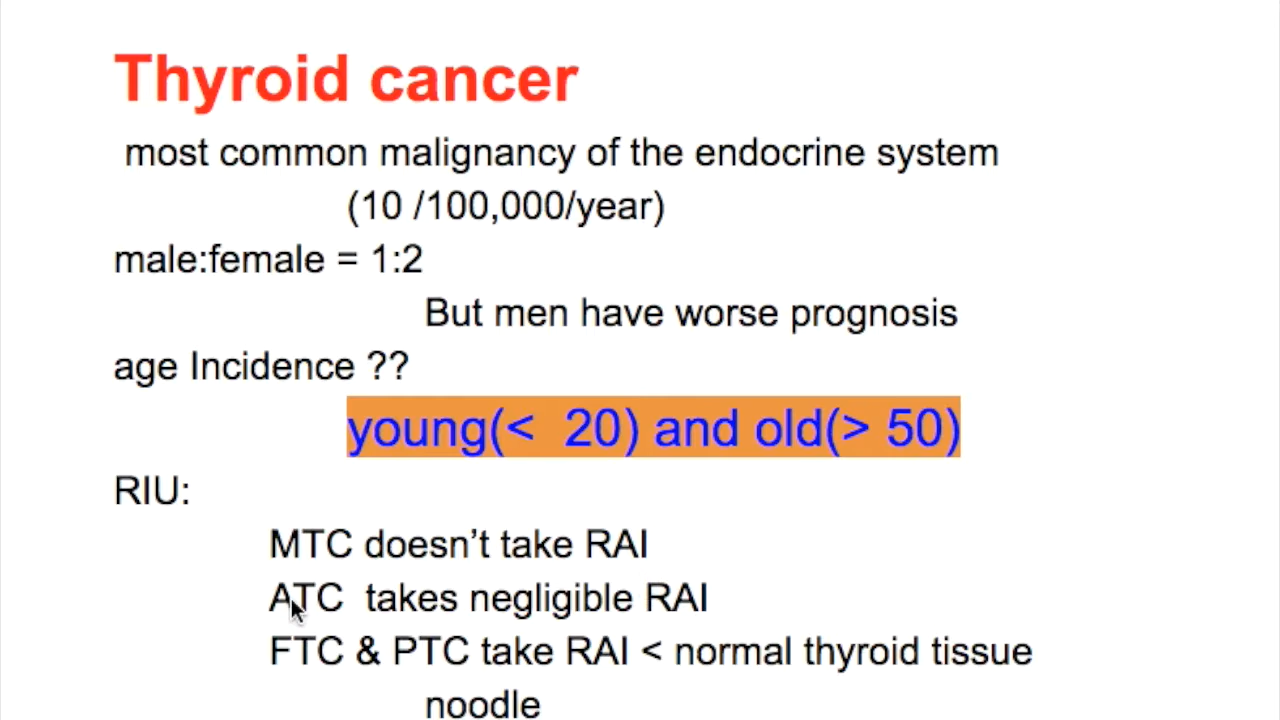 Thyroid cancer
most common malignancy of the endocrine system
(10 /100,000/year)
male:female = 1:2
But men have worse prognosis
age Incidence ??
young(<  20) and old(> 50)
RIU:
MTC doesn’t take RAI
ATC  takes negligible RAI
FTC & PTC take RAI < normal thyroid tissue
noodle